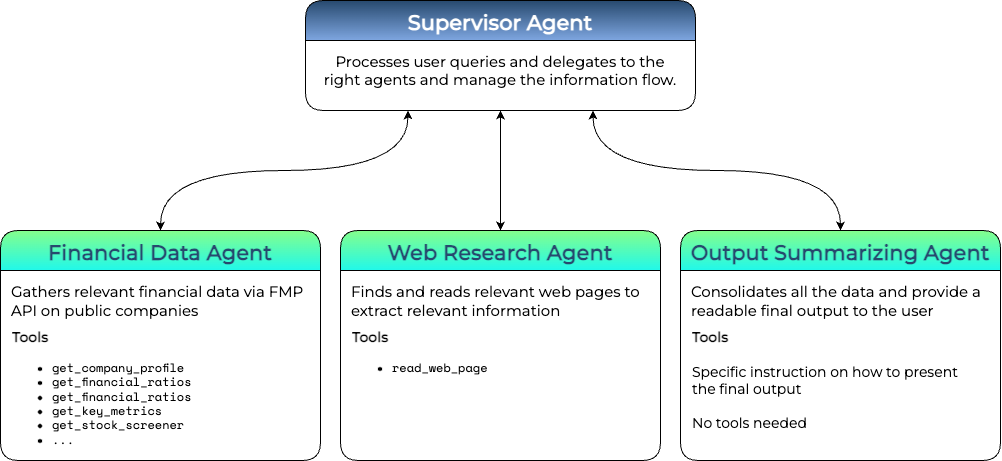 Supervisor Agent
Processes user queries and delegates to the
right agents and manage the information flow.
Financial Data Agent
Gathers relevant financial data via FMP
API on public companies
Tools
• get_company_profile
• get_financial_ratios
• get_financial_ratios
• get_key_metrics
• get_stock_screener
• ...
Web Research Agent
Finds and reads relevant web pages to
extract relevant information
Tools
• read_web_page
Output Summarizing Agent
Consolidates all the data and provide a
readable final output to the user
Tools
Specific instruction on how to present
the final output
No tools needed